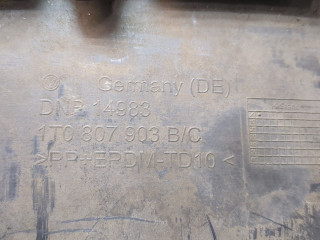 Germany (DE)
DNR 14983
1T0 807 903 B/C
>PP+EPDM-TD10<